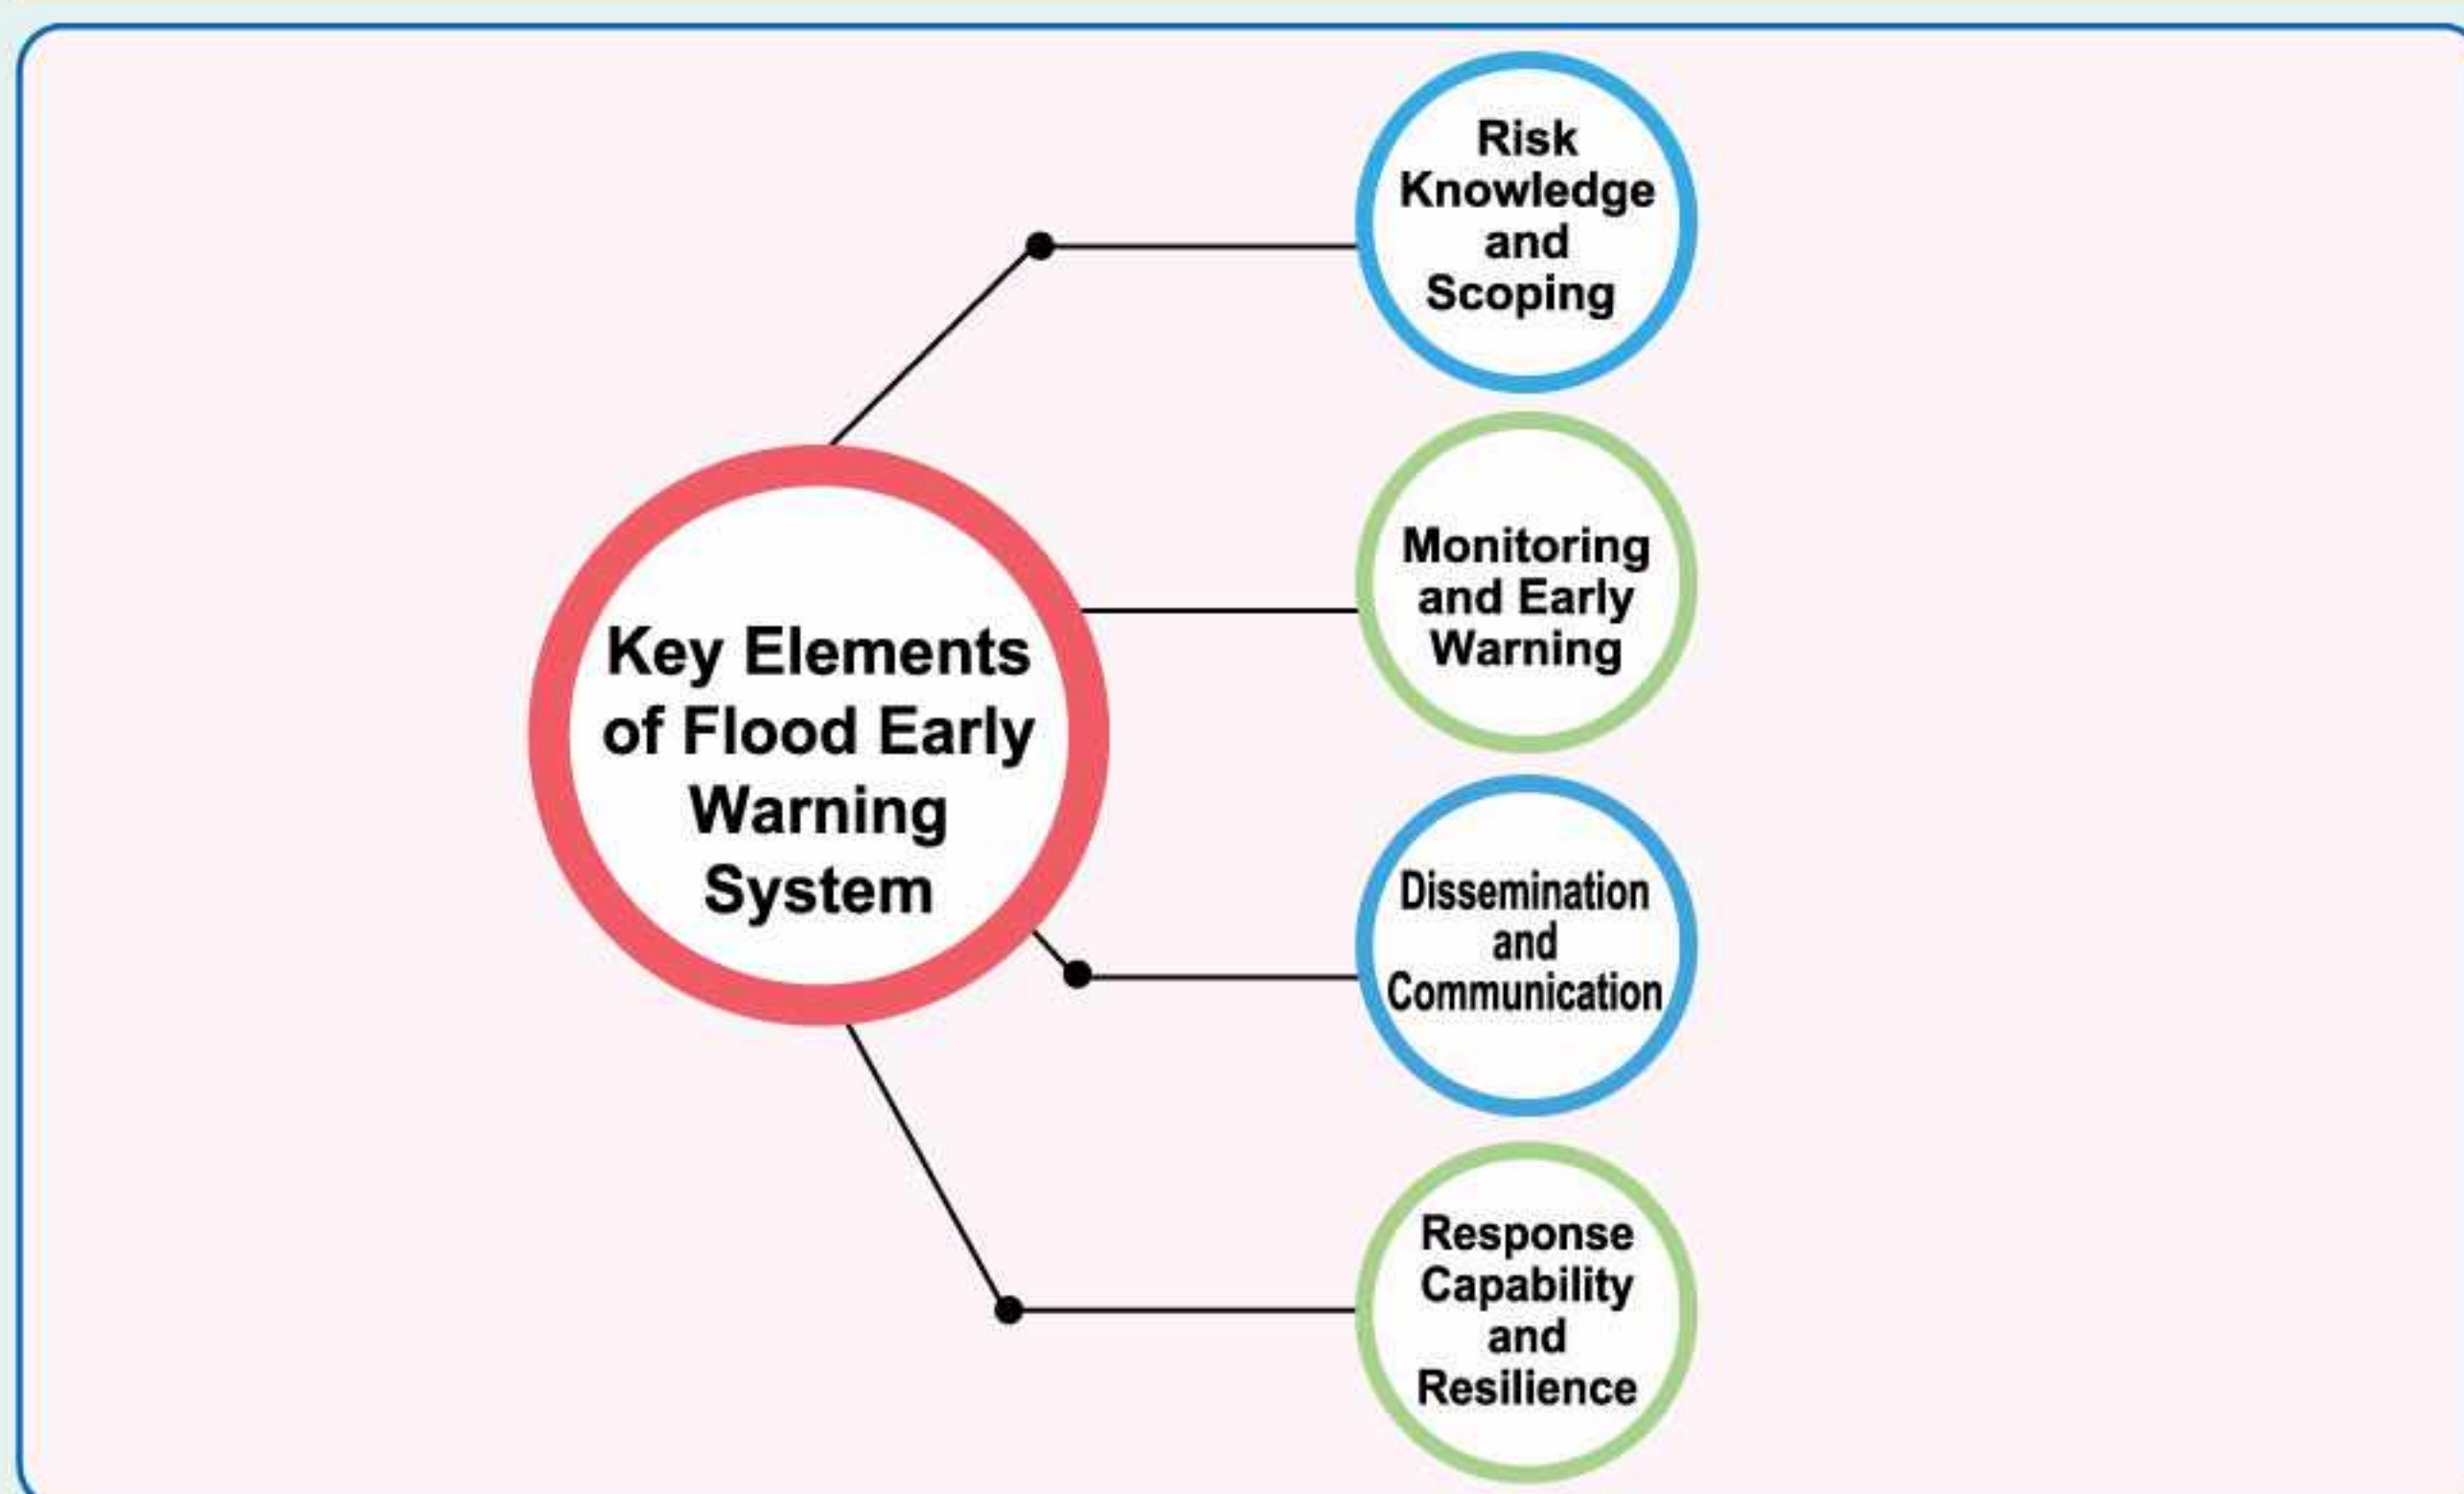 Key Elements
of Flood Early
Warning
System
Risk
Knowledge
and
Scoping
Monitoring
and Early
Warning
Dissemination
and
Communication
Response
Capability
and
Resilience